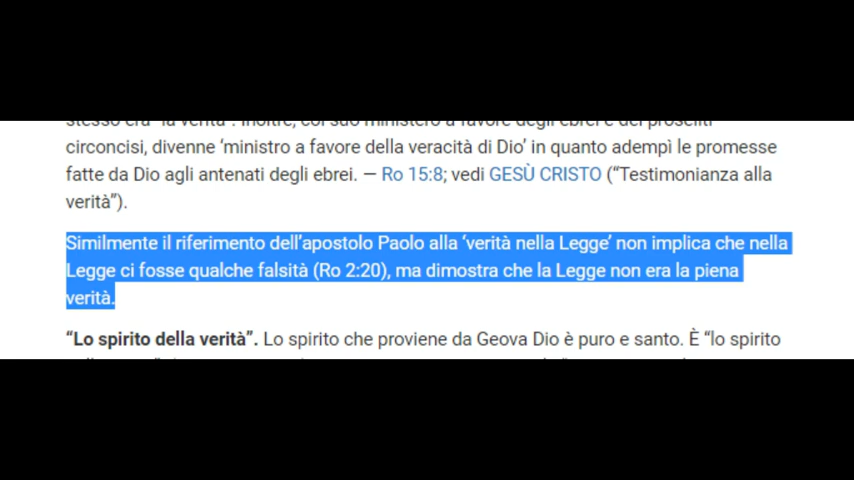 circoncisi, divenne ‘ministro a favore della veracità di Dio’ in quanto adempì le promesse
fatte da Dio agli antenati degli ebrei. — Ro 15:8; vedi GESÙ CRISTO (“Testimonianza alla
verità”).
Similmente il riferimento dell’apostolo Paolo alla ‘verità nella Legge’ non implica che nella
Legge ci fosse qualche falsità (Ro 2:20), ma dimostra che la Legge non era la piena
verità.
“Lo spirito della verità”. Lo spirito che proviene da Geova Dio è puro e santo. È “lo spirito